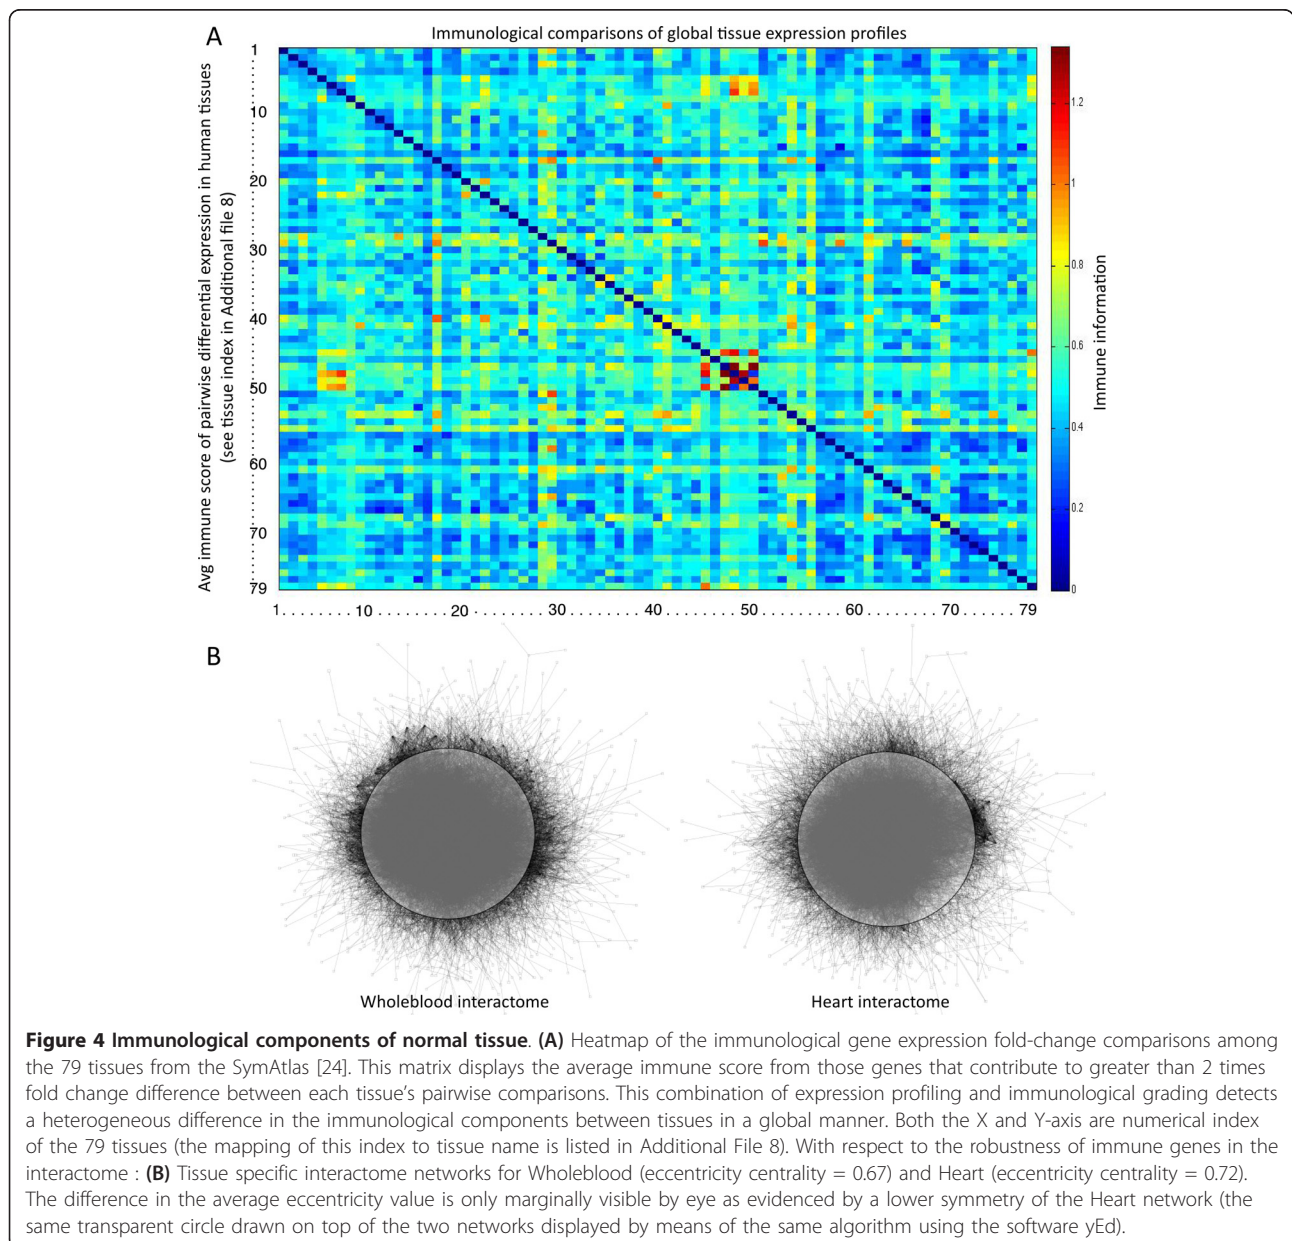 A
Immunological comparisons of global tissue expression profiles
Avg immune score of pairwise differential expression in human tissues
(see tissue index in Additional file 8)
1
10
20
30
40
50
60
70
79
1 . . . . . . . 10 . . . . . . . . 20 . . . . . . . . 30 . . . . . . . . 40 . . . . . . . . 50 . . . . . . . . . 60 . . . . . . . . 70 . . . . . . 79
1.2
1
0.8
0.6
0.4
0.2
0
Immune information
B
Wholeblood interactome
Heart interactome
Figure 4 Immunological components of normal tissue. (A) Heatmap of the immunological gene expression fold-change comparisons among
the 79 tissues from the SymAtlas [24]. This matrix displays the average immune score from those genes that contribute to greater than 2 times
fold change difference between each tissue's pairwise comparisons. This combination of expression profiling and immunological grading detects
a heterogeneous difference in the immunological components between tissues in a global manner. Both the X and Y-axis are numerical index
of the 79 tissues (the mapping of this index to tissue name is listed in Additional File 8). With respect to the robustness of immune genes in the
interactome : (B) Tissue specific interactome networks for Wholeblood (eccentricity centrality = 0.67) and Heart (eccentricity centrality = 0.72).
The difference in the average eccentricity value is only marginally visible by eye as evidenced by a lower symmetry of the Heart network (the
same transparent circle drawn on top of the two networks displayed by means of the same algorithm using the software yEd).